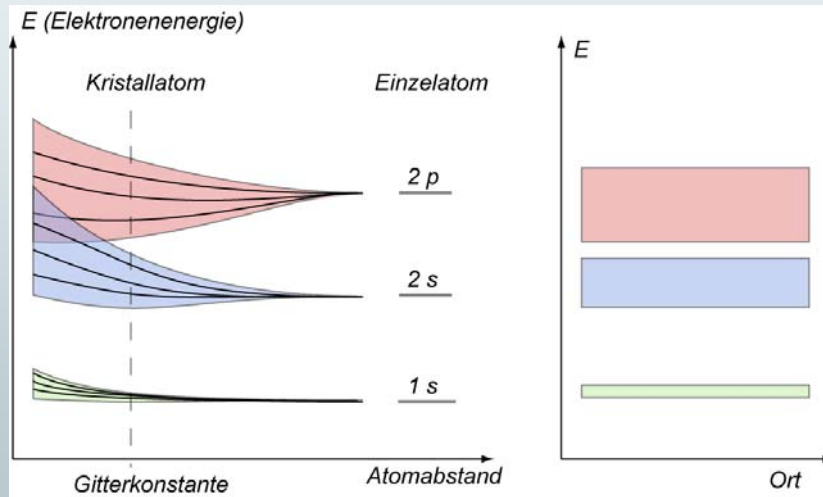 E (Elektronenenergie)
Kristallatom
Einzelatom
2 p
2 s
1 s
Gitterkonstante
Atomabstand
E
Ort